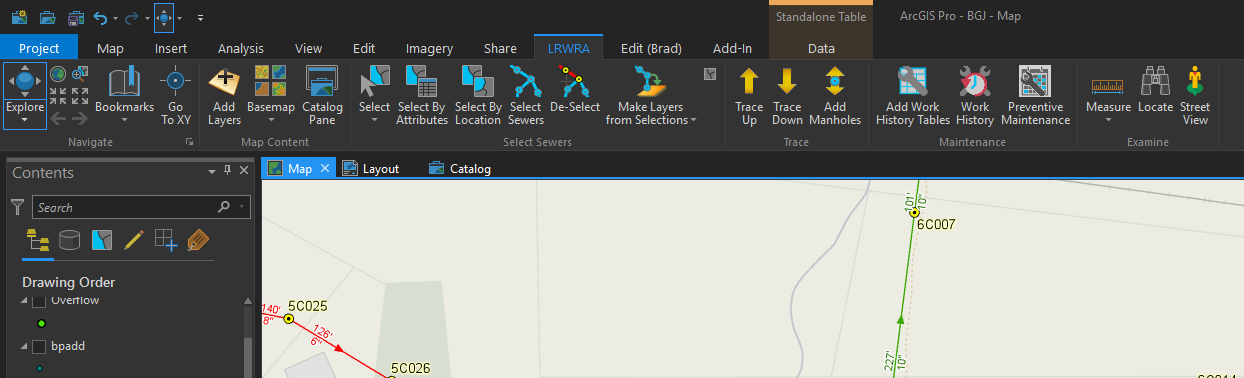 Standalone Table
ArcGIS Pro - BGJ - Map
Project Map Insert Analysis View Edit Imagery Share LRWRA Edit (Brad) Add-In Data
Explore
Bookmarks
Go
To XY
Navigate
Add
Layers
Basemap
Catalog
Pane
Map Content
Select
Select By
Attributes
Select By
Location
Select
Sewers
De-Select
Make Layers
from Selections
Select Sewers
Trace
Up
Trace
Down
Add
Manholes
Trace
Add Work
History Tables
Work
History
Preventive
Maintenance
Maintenance
Measure
Locate
Street
View
Examine
Contents
Search
Drawing Order
Overflow
bpadd
Map Layout Catalog
101'
10"
6C007
140'
8"
5C025
126'
6"
5C026
227'
10"